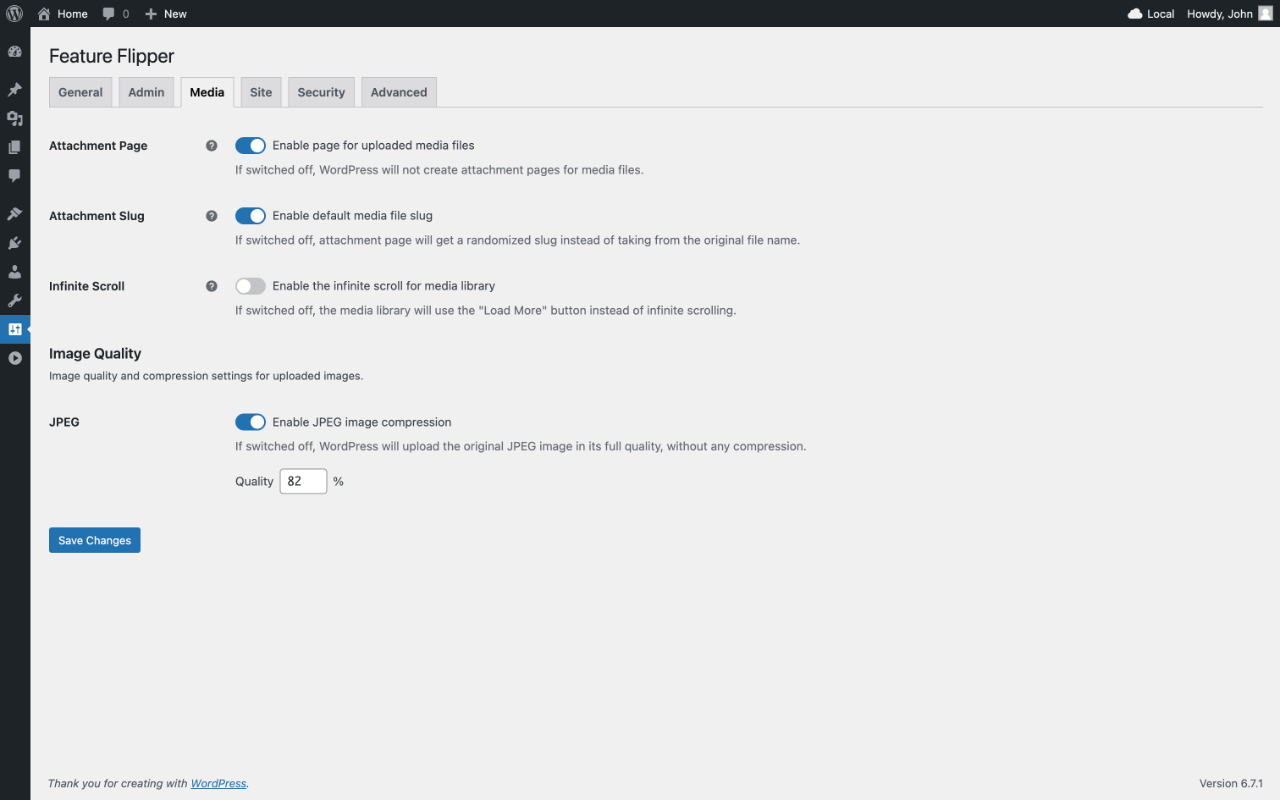 Home 0 New Local Howdy, John
Feature Flipper
General Admin Media Site Security Advanced
Attachment Page ? Enable page for uploaded media files
If switched off, WordPress will not create attachment pages for media files.
Attachment Slug ? Enable default media file slug
If switched off, attachment page will get a randomized slug instead of taking from the original file name.
Infinite Scroll ? Enable the infinite scroll for media library
If switched off, the media library will use the "Load More" button instead of infinite scrolling.
Image Quality
Image quality and compression settings for uploaded images.
JPEG Enable JPEG image compression
If switched off, WordPress will upload the original JPEG image in its full quality, without any compression.
Quality 82 %
Save Changes
Thank you for creating with WordPress. Version 6.7.1